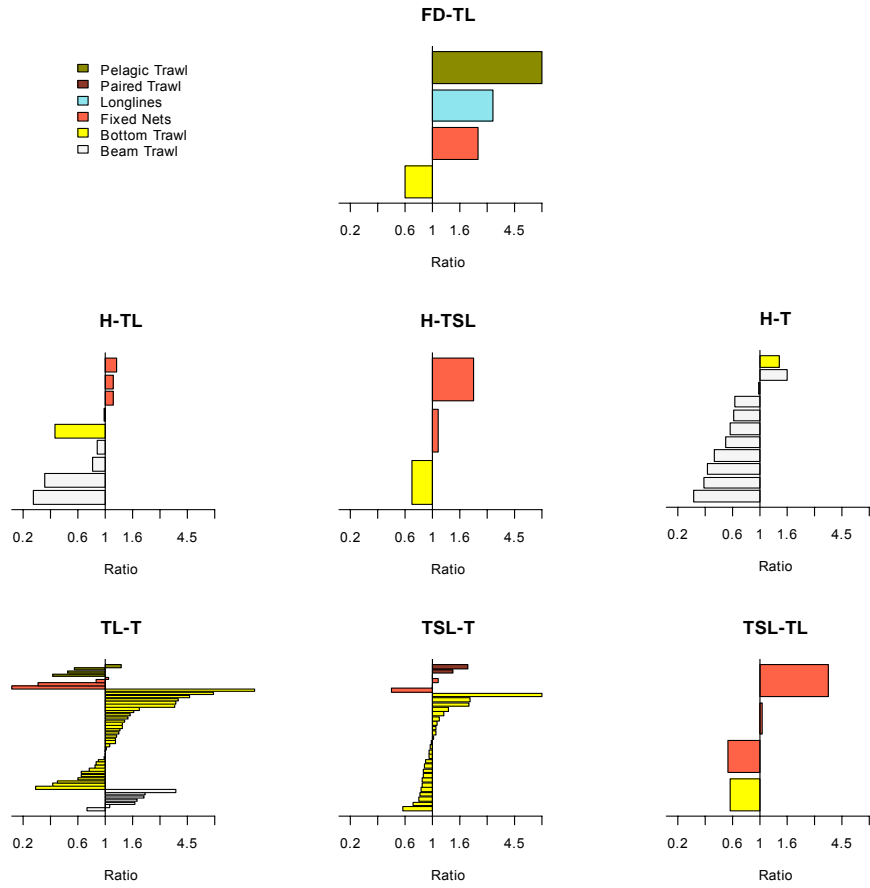 FD-TL
Pelagic Trawl
Paired Trawl
Longlines
Fixed Nets
Bottom Trawl
Beam Trawl
0.2 0.6 1 1.6 4.5
Ratio
H-TL
H-TSL
H-T
0.2 0.6 1 1.6 4.5
Ratio
0.2 0.6 1 1.6 4.5
Ratio
0.2 0.6 1 1.6 4.5
Ratio
TL-T
TSL-T
TSL-TL
0.2 0.6 1 1.6 4.5
Ratio
0.2 0.6 1 1.6 4.5
Ratio
0.2 0.6 1 1.6 4.5
Ratio